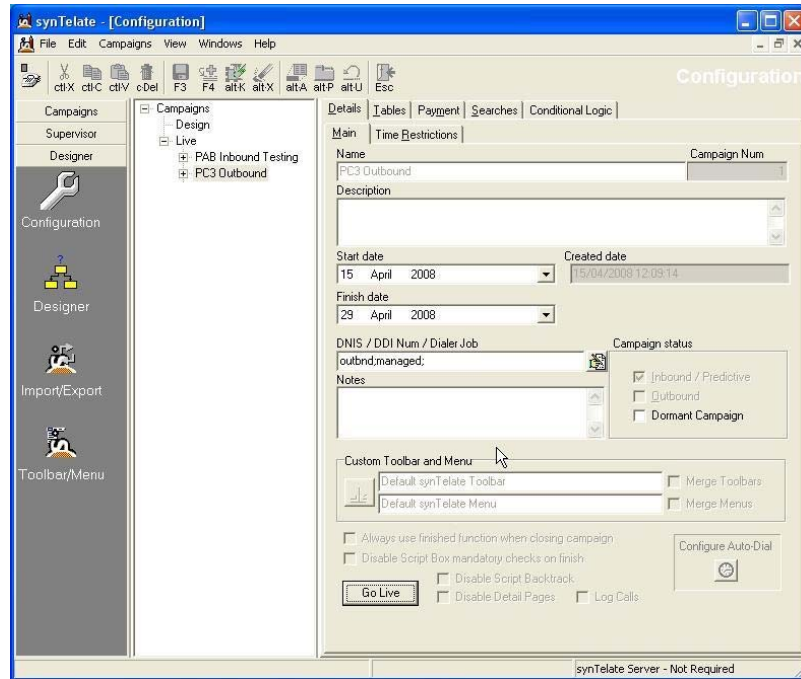 synTelate - [Configuration]
File Edit Campaigns View Windows Help
ctl-X ctl-C ctl-V c-Del F3 F4 alt-K alt-X alt-A alt-P alt-U Esc
Configuration
Campaigns
Supervisor
Designer
Configuration
Designer
Import/Export
Toolbar/Menu
Campaigns
Design
Live
PAB Inbound Testing
PC3 Outbound
Details Tables Payment Searches Conditional Logic
Main Time Restrictions
Name Campaign Num
PC3 Outbound 1
Description
Start date Created date
15 April 2008 15/04/2008 12:09:14
Finish date
29 April 2008
DNIS / DDI Num / Dialer Job Campaign status
outbnd;managed;
Inbound / Predictive
Notes
Outbound
Dormant Campaign
Custom Toolbar and Menu
Default synTelate Toolbar Merge Toolbars
Default synTelate Menu Merge Menus
Always use finished function when closing campaign
Configure Auto-Dial
Disable Script Box mandatory checks on finish
Disable Script Backtrack
Go Live Disable Detail Pages Log Calls
synTelate Server - Not Required